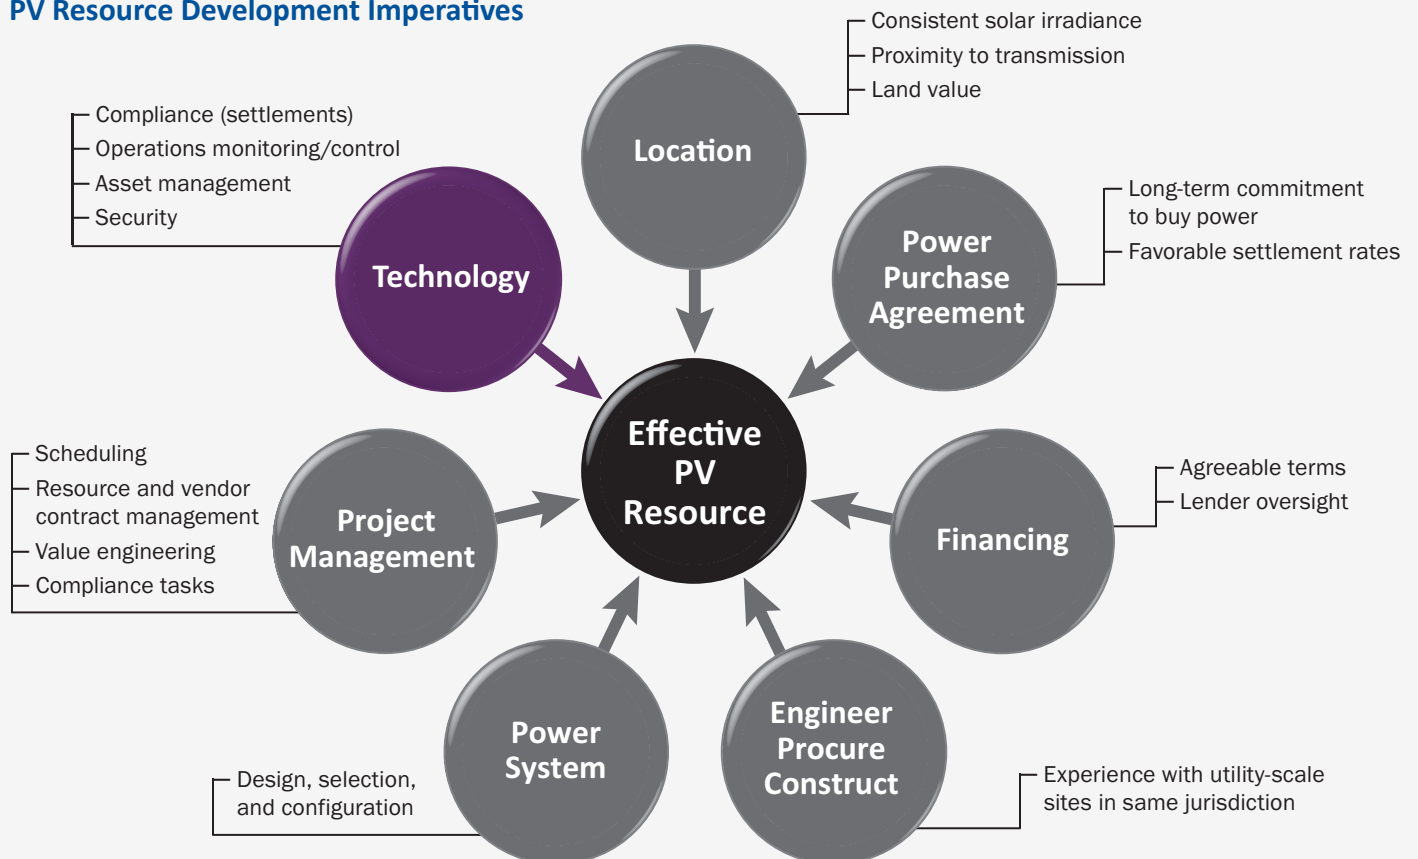 PV Resource Development Imperatives
Consistent solar irradiance
Proximity to transmission
Land value
Location
Compliance (settlements)
Operations monitoring/control
Asset management
Security
Technology
Long-term commitment
to buy power
Favorable settlement rates
Power
Purchase
Agreement
Effective
PV
Resource
Scheduling
Resource and vendor
contract management
Value engineering
Compliance tasks
Project
Management
Agreeable terms
Lender oversight
Financing
Power
System
Design, selection,
and configuration
Engineer
Procure
Construct
Experience with utility-scale
sites in same jurisdiction